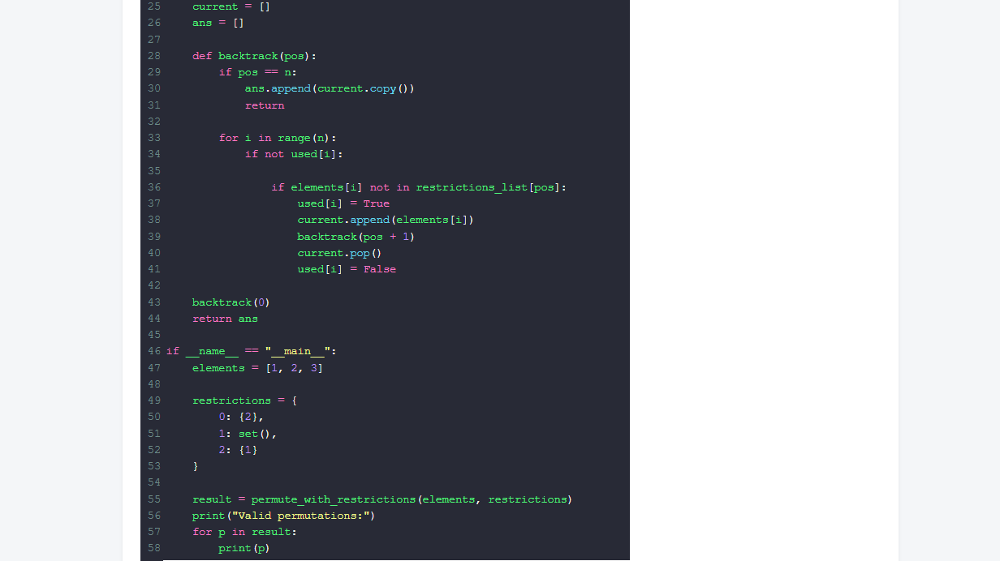 25     current = []
26     ans = []
27
28     def backtrack(pos):
29         if pos == n:
30             ans.append(current.copy())
31             return
32
33         for i in range(n):
34             if not used[i]:
35
36                 if elements[i] not in restrictions_list[pos]:
37                     used[i] = True
38                     current.append(elements[i])
39                     backtrack(pos + 1)
40                     current.pop()
41                     used[i] = False
42
43     backtrack(0)
44     return ans
45
46 if __name__ == "__main__":
47     elements = [1, 2, 3]
48
49     restrictions = {
50         0: {2},
51         1: set(),
52         2: {1}
53     }
54
55     result = permute_with_restrictions(elements, restrictions)
56     print("Valid permutations:")
57     for p in result:
58         print(p)